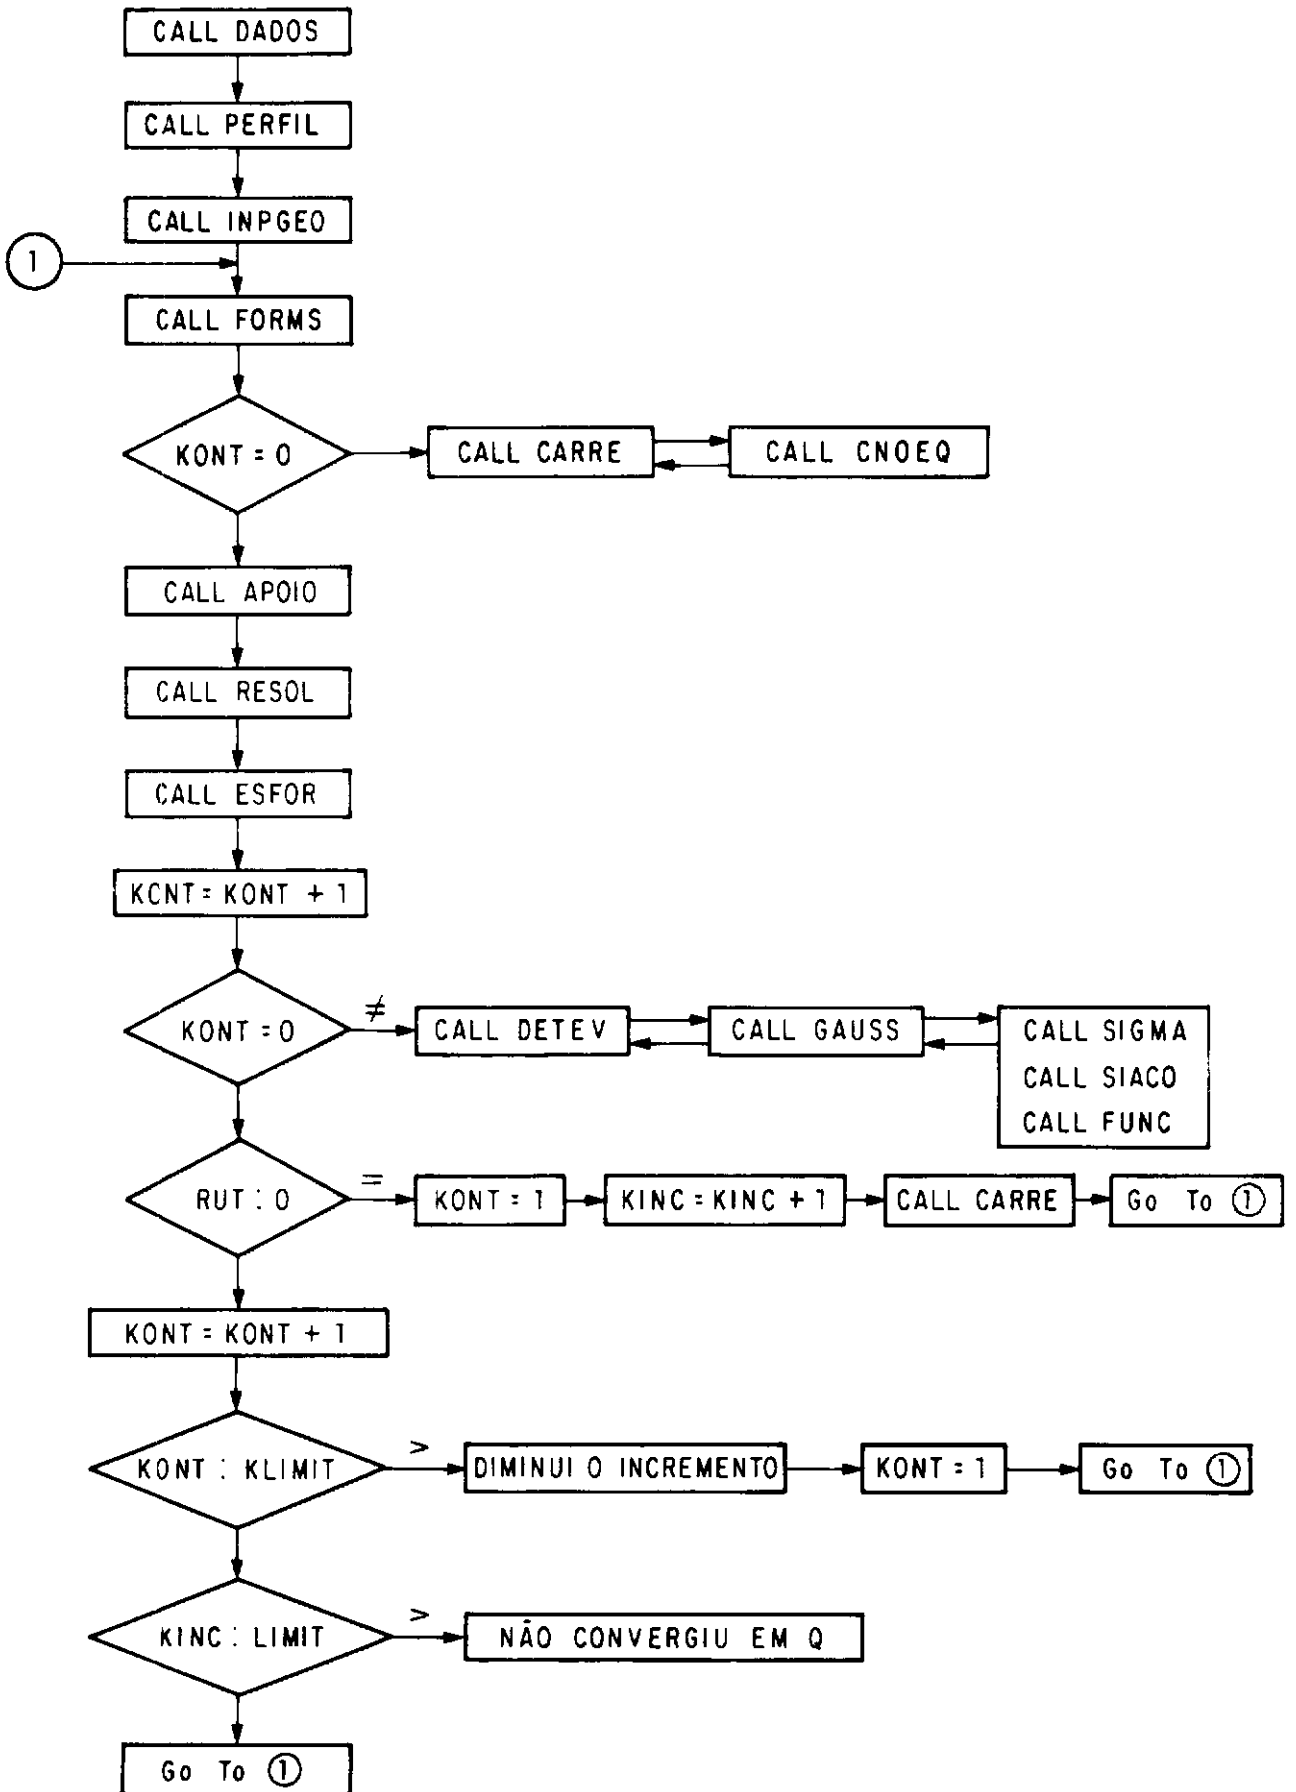 CALL DADOS
CALL PERFIL
CALL INPGEO
1
CALL FORMS
KONT = 0
CALL CARRE
CALL CNOEQ
CALL APOIO
CALL RESOL
CALL ESFOR
KCNT = KONT + 1
KONT = 0
≠
CALL DETEV
CALL GAUSS
CALL SIGMA
CALL SIACO
CALL FUNC
RUT : 0
=
KONT = 1
KINC = KINC + 1
CALL CARRE
Go To 1
KONT = KONT + 1
KONT : KLIMIT
>
DIMINUI O INCREMENTO
KONT = 1
Go To 1
KINC : LIMIT
>
NÃO CONVERGIU EM Q
Go To 1